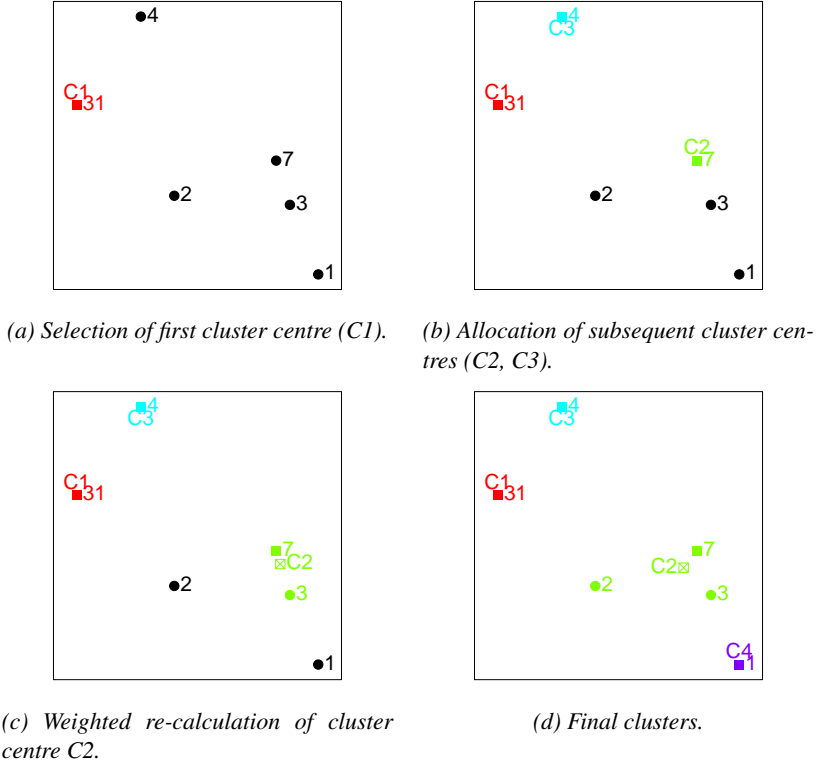 4
C1
31
7
2
3
1
4
C3
C1
31
C2
7
2
3
1
(a) Selection of first cluster centre (C1).
(b) Allocation of subsequent cluster cen-
tres (C2, C3).
4
C3
C1
31
7
C2
2
3
1
4
C3
C1
31
7
C2
2
3
C4
1
(c) Weighted re-calculation of cluster
centre C2.
(d) Final clusters.